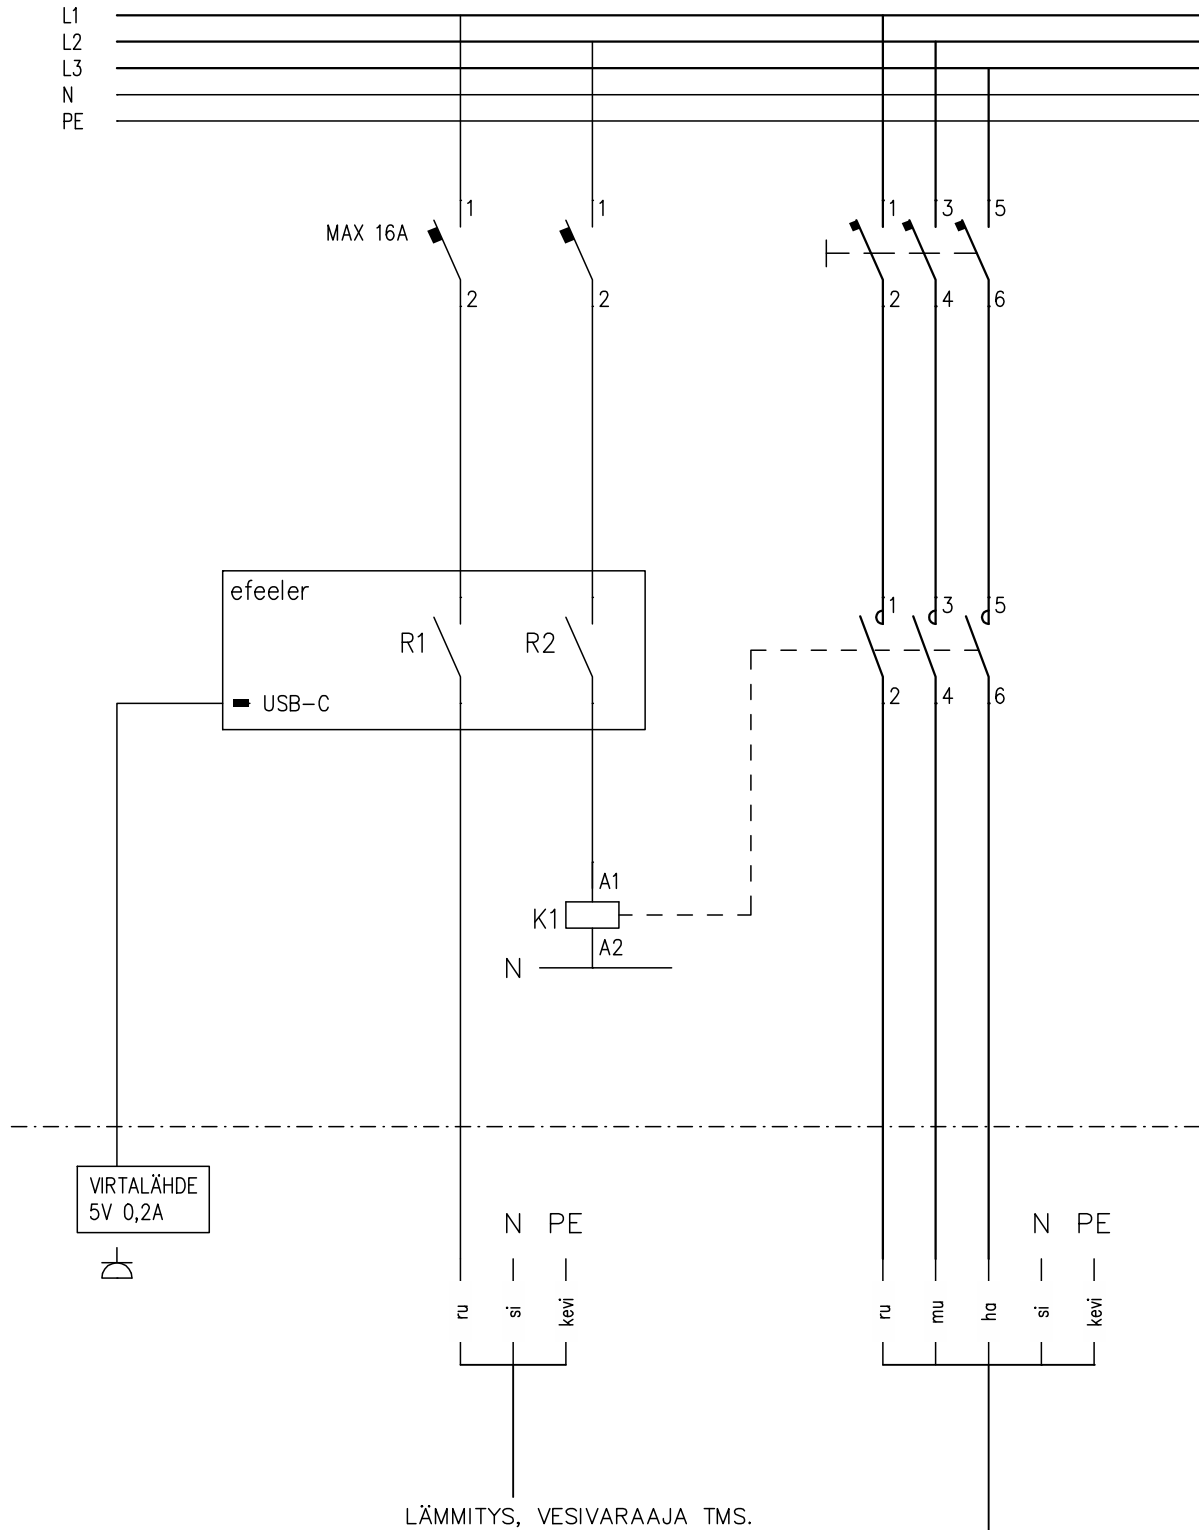 L1
L2
L3
N
PE
1 1 1 3 5
MAX 16A
2 2 2 4 6
efeeler
1 3 5
R1 R2
USB-C
2 4 6
A1
K1
A2
N
VIRTALÄHDE
5V 0,2A
N PE N PE
ru si kevi ru mu ha si kevi
LÄMMITYS, VESIVARAAJA TMS.